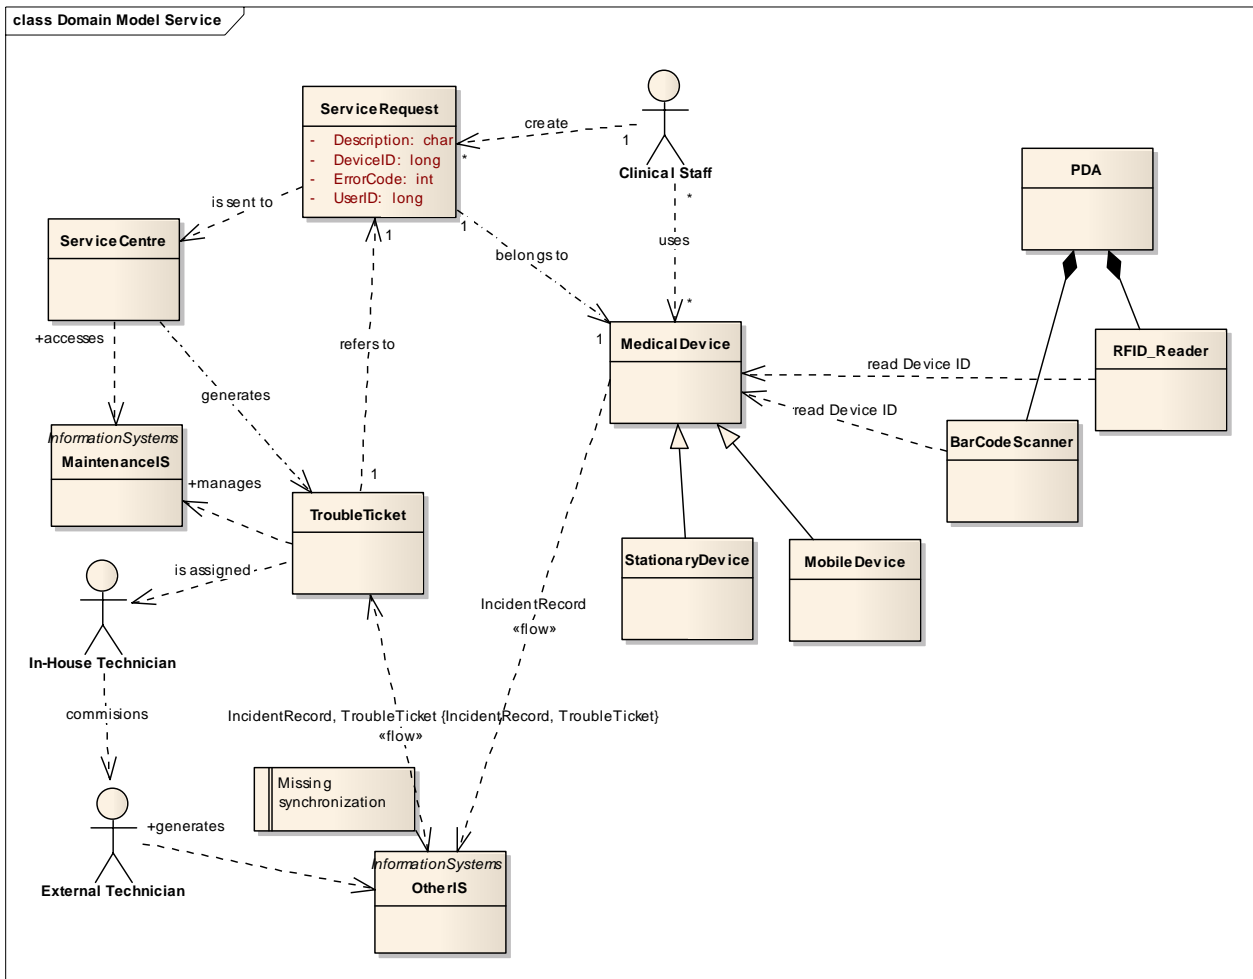 class Domain Model Service
ServiceRequest
- Description: char
- DeviceID: long
- ErrorCode: int
- UserID: long
create
1
*
Clinical Staff
PDA
is sent to
ServiceCentre
1
1
belongs to
*
uses
*
+accesses
refers to
1
MedicalDevice
RFID_Reader
read Device ID
generates
read Device ID
InformationSystems
MaintenanceIS
BarCodeScanner
+manages
1
TroubleTicket
StationaryDevice
MobileDevice
is assigned
IncidentRecord
«flow»
In-House Technician
commisions
IncidentRecord, TroubleTicket {IncidentRecord, TroubleTicket}
«flow»
Missing
synchronization
+generates
InformationSystems
OtherIS
External Technician